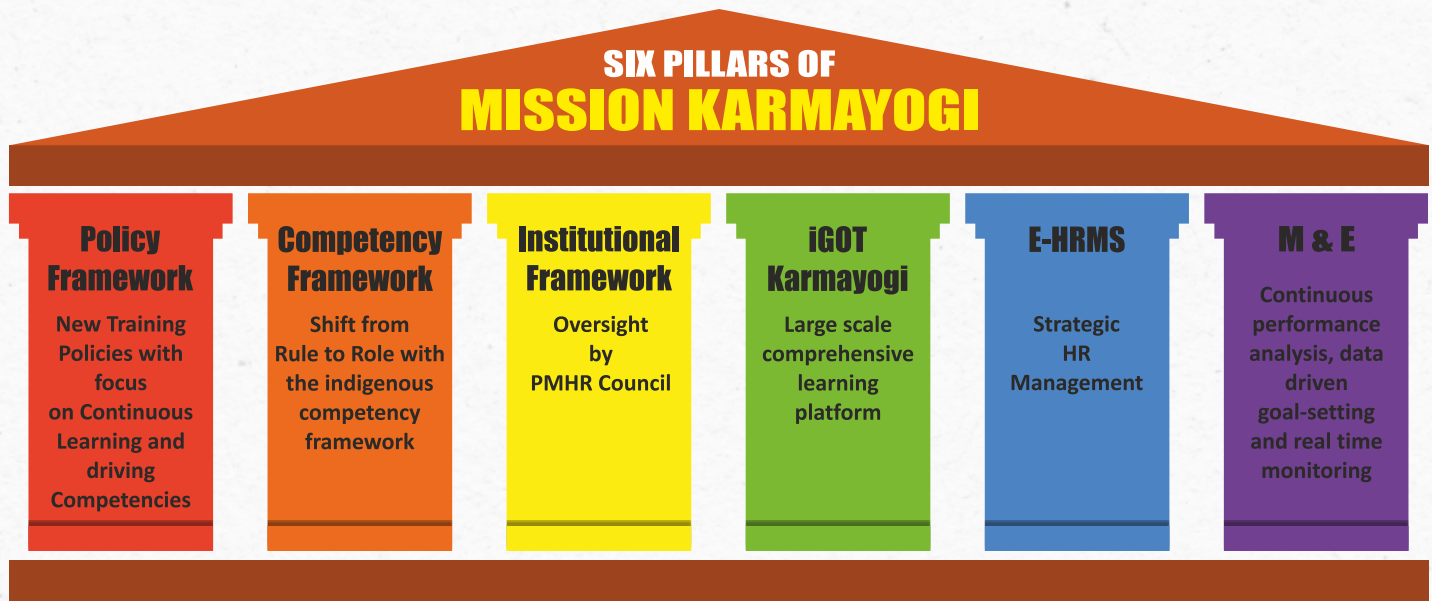 SIX PILLARS OF
MISSION KARMAYOGI
Policy
Framework
New Training
Policies with
focus
on Continuous
Learning and
driving
Competencies
Competency
Framework
Shift from
Rule to Role with
the indigenous
competency
framework
Institutional
Framework
Oversight
by
PMHR Council
iGOT
Karmayogi
Large scale
comprehensive
learning
platform
E-HRMS
Strategic
HR
Management
M & E
Continuous
performance
analysis, data
driven
goal-setting
and real time
monitoring